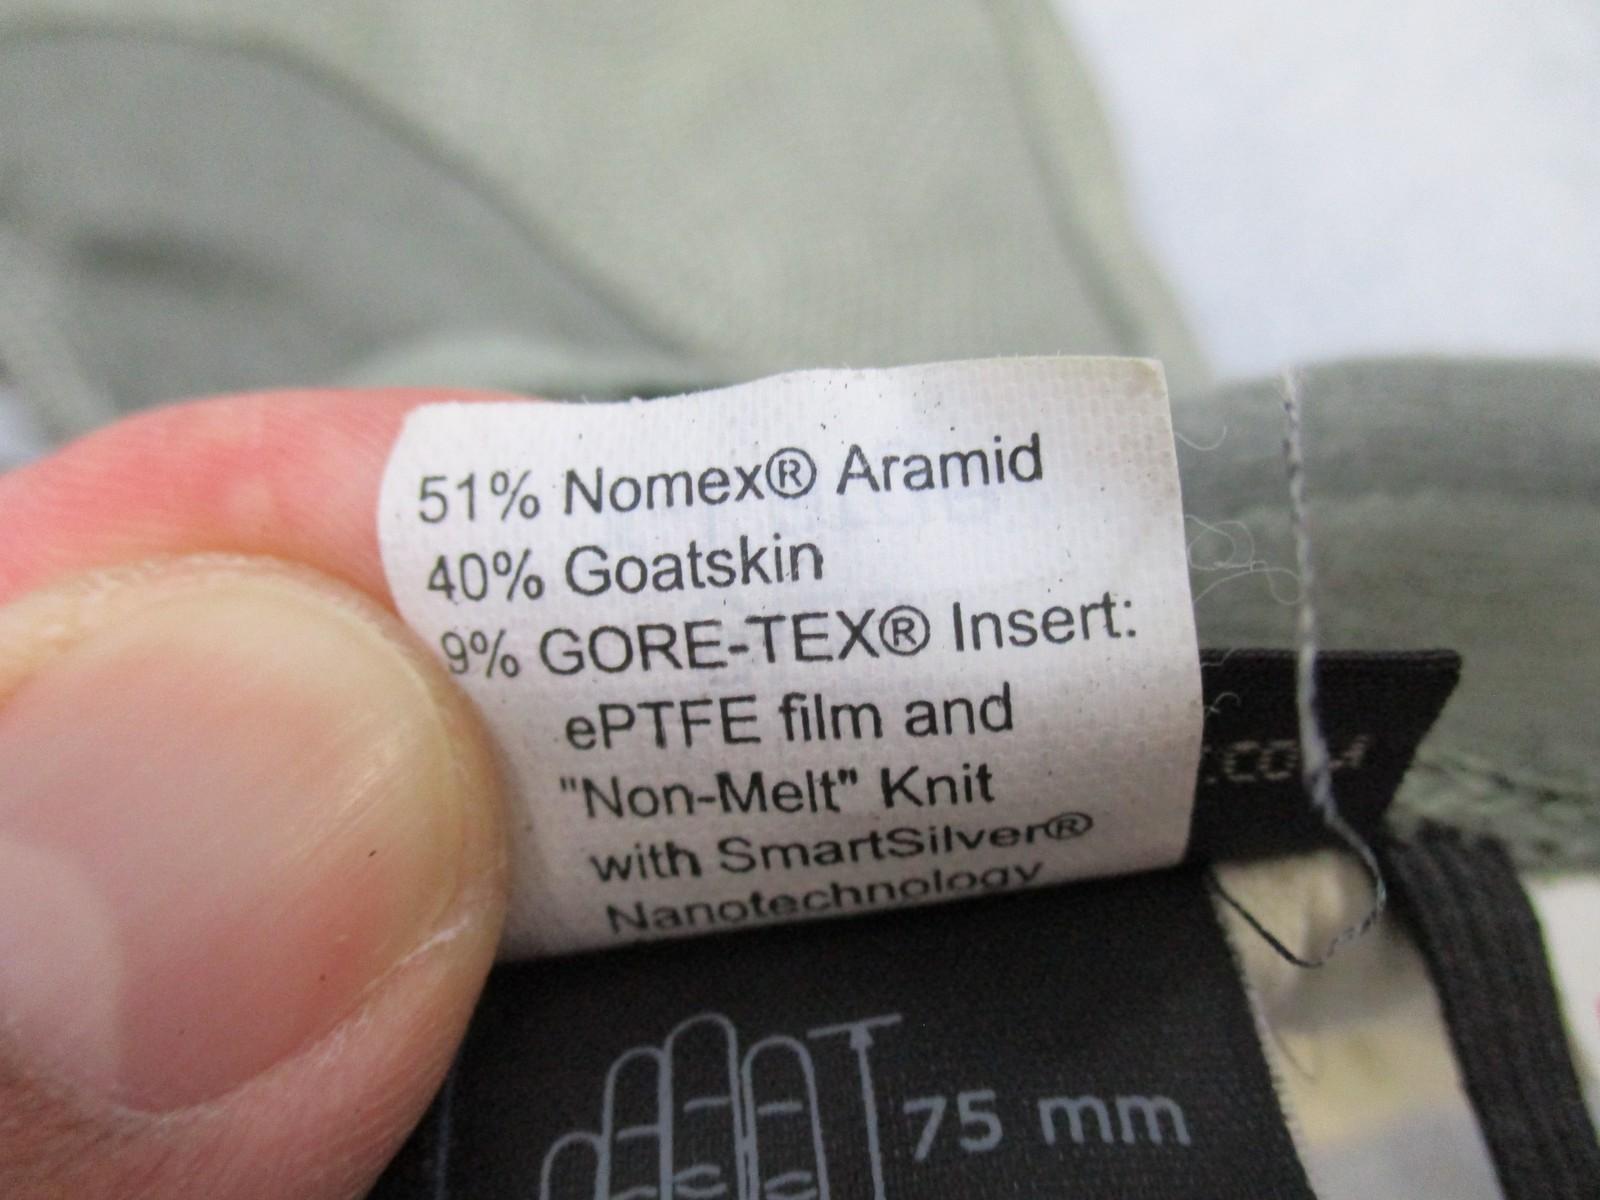 51% Nomex® Aramid
40% Goatskin
9% GORE-TEX® Insert:
ePTFE film and
"Non-Melt" Knit
with SmartSilver®
Nanotechnology
75 mm